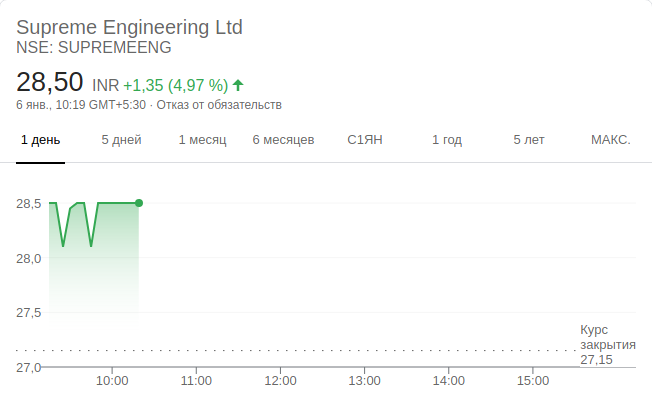 Supreme Engineering Ltd
NSE: SUPREMEENG
28,50 INR +1,35 (4,97 %)
6 янв., 10:19 GMT+5:30 · Отказ от обязательств
1 день 5 дней 1 месяц 6 месяцев С1ЯН 1 год 5 лет МАКС.
28,5
28,0
27,5
Курс
закрытия
27,15
27,0
10:00 11:00 12:00 13:00 14:00 15:00